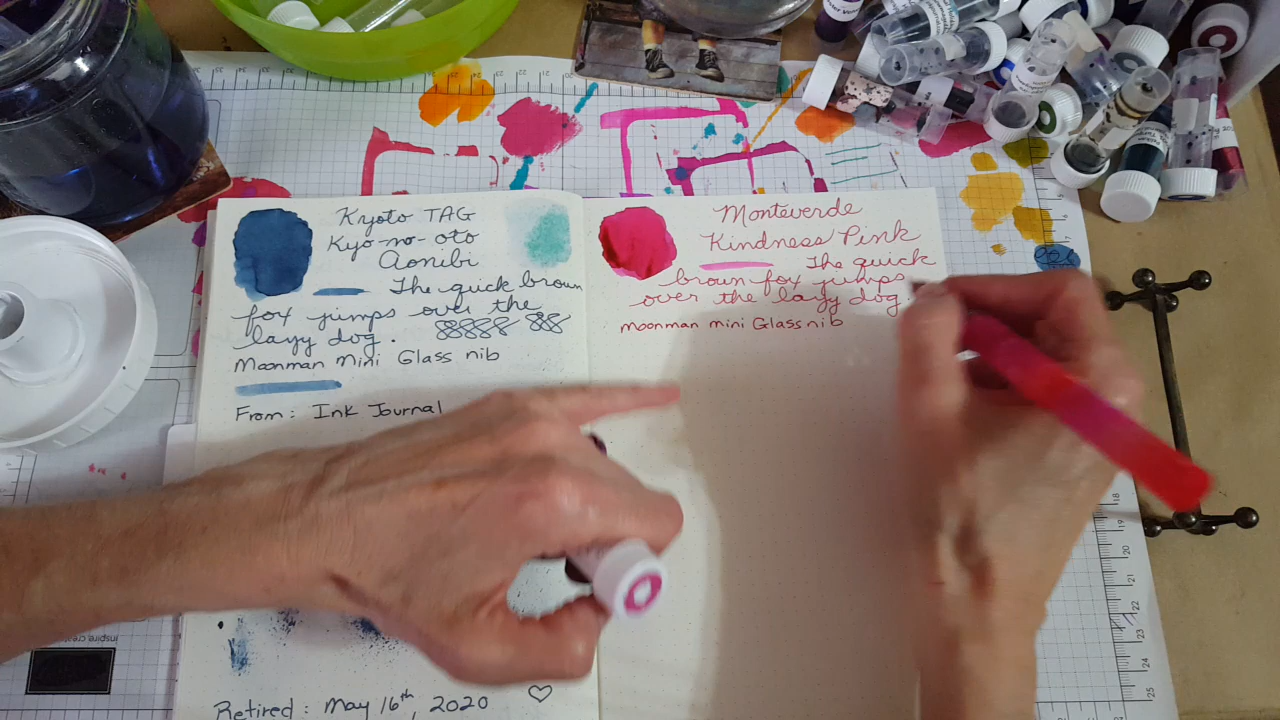 Kyoto TAG
Kyo-no-oto
Aonibi
The quick brown
fox jumps over the
lazy dog. 8888 88
Moonman Mini Glass nib
From: Ink Journal
Retired: May 16th, 2020 ♡
Monteverde
Kindness Pink
The quick
brown fox jumps
over the lazy dog.
moonman mini Glass nib